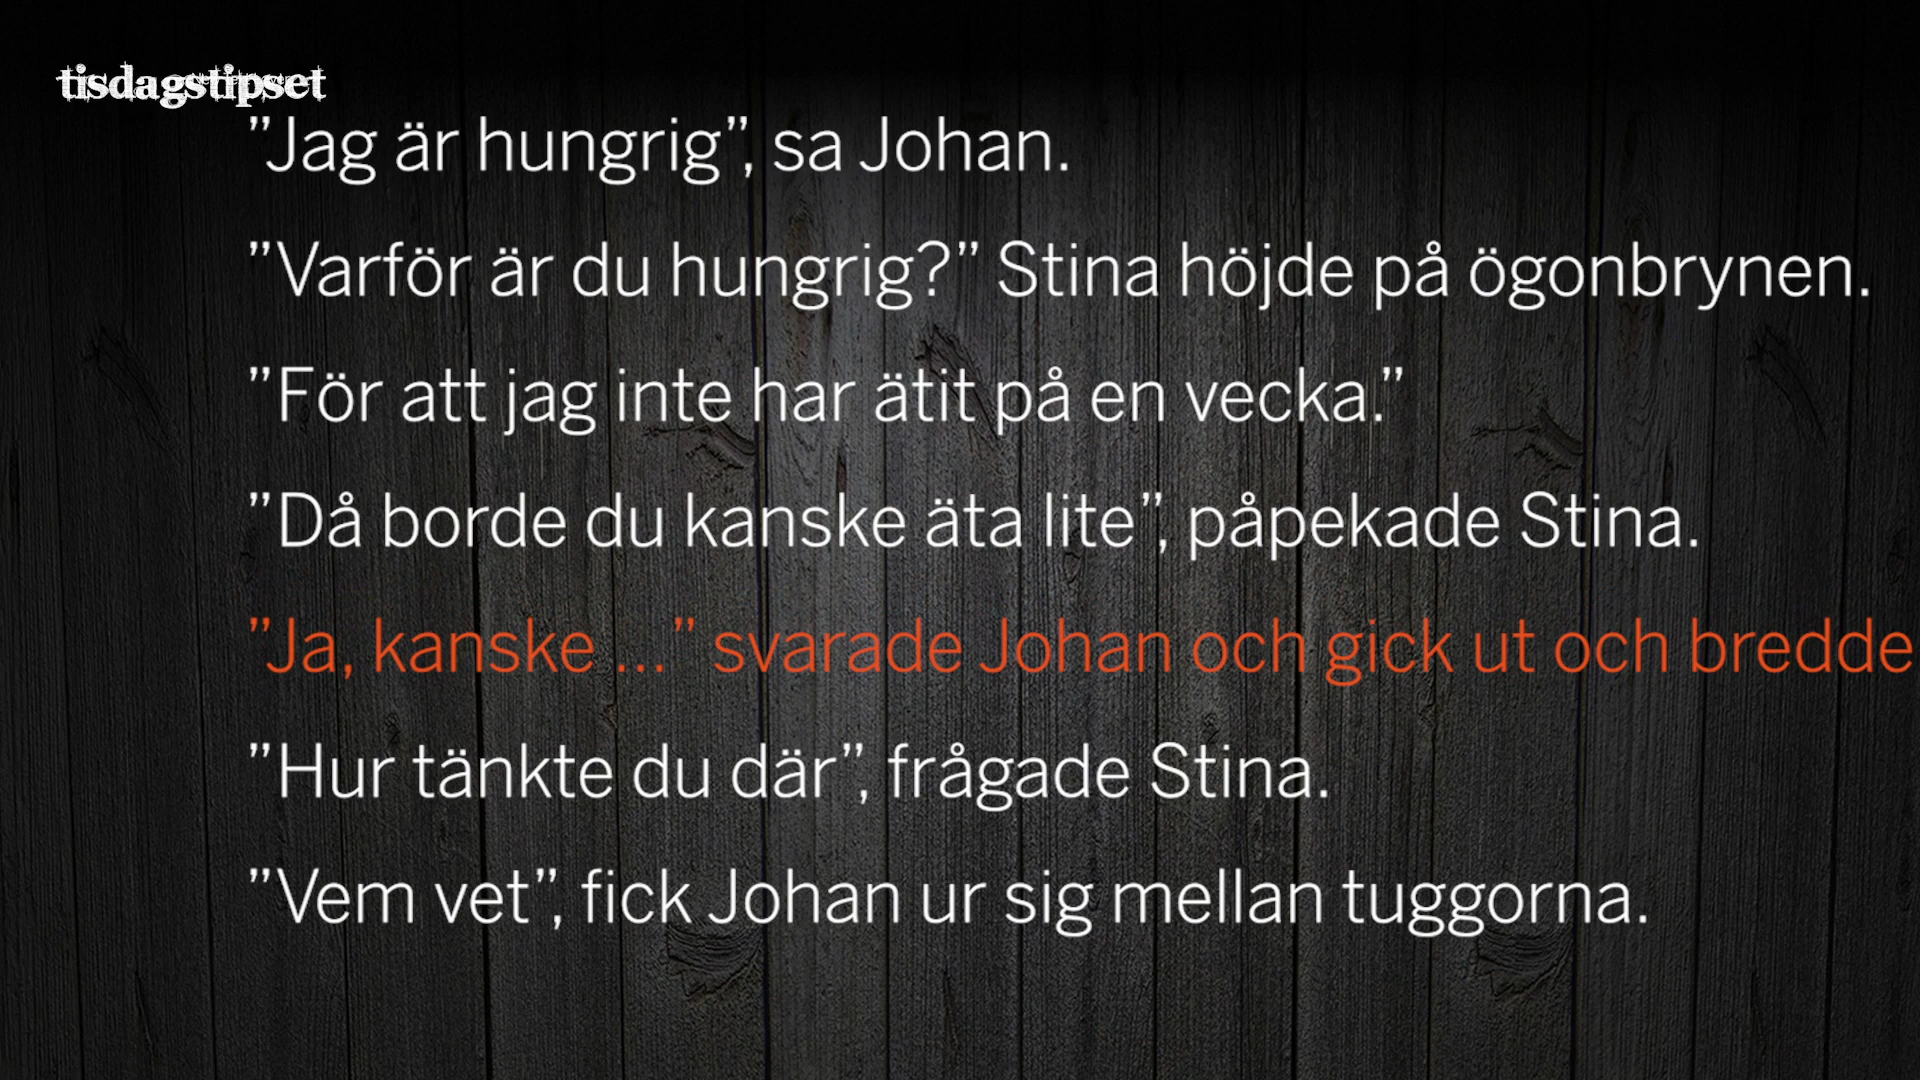 tisdagstipset
”Jag är hungrig”, sa Johan.
”Varför är du hungrig?” Stina höjde på ögonbrynen.
”För att jag inte har ätit på en vecka.”
”Då borde du kanske äta lite”, påpekade Stina.
”Ja, kanske ...” svarade Johan och gick ut och bredde
”Hur tänkte du där”, frågade Stina.
”Vem vet”, fick Johan ur sig mellan tuggorna.